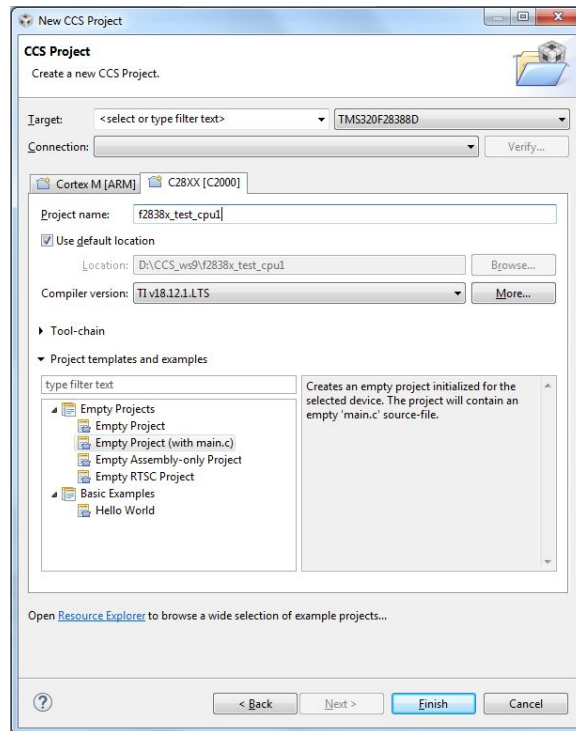 New CCS Project
CCS Project
Create a new CCS Project.
Target: <select or type filter text> TMS320F28388D
Connection: Verify...
Cortex M [ARM] C28XX [C2000]
Project name: f2838x_test_cpu1
Use default location
Location: D:\CCS_ws9\f2838x_test_cpu1 Browse...
Compiler version: TI v18.12.1.LTS More...
Tool-chain
Project templates and examples
type filter text
Empty Projects
Empty Project
Empty Project (with main.c)
Empty Assembly-only Project
Empty RTSC Project
Basic Examples
Hello World
Creates an empty project initialized for the
selected device. The project will contain an
empty 'main.c' source-file.
Open Resource Explorer to browse a wide selection of example projects...
? < Back Next > Finish Cancel